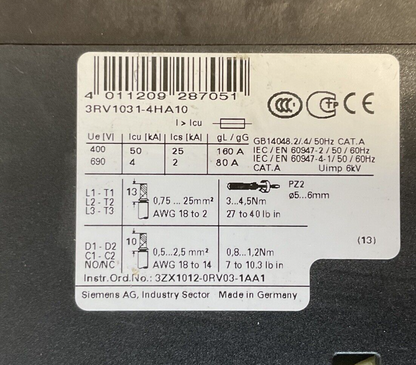 4 011209 287051
3RV1031-4HA10
I > Icu
Ue [V] Icu [kA] Ics [kA] gL / gG
400 50 25 160 A
690 4 2 80 A
GB14048.2/.4/ 50Hz CAT.A
IEC / EN 60947-2 / 50 / 60Hz
IEC / EN 60947-4-1/ 50 / 60Hz
CAT.A Uimp 6kV
CCC PCT CE
L1 - T1
L2 - T2
L3 - T3
13
0,75 ... 25mm²
AWG 18 to 2
3...4,5Nm
27 to 40 lb in
PZ2
ø5...6mm
D1 - D2
C1 - C2
NO/NC
10
0,5...2,5 mm²
AWG 18 to 14
0,8...1,2Nm
7 to 10.3 lb in
(13)
Instr.Ord.No.: 3ZX1012-0RV03-1AA1
Siemens AG, Industry Sector Made in Germany